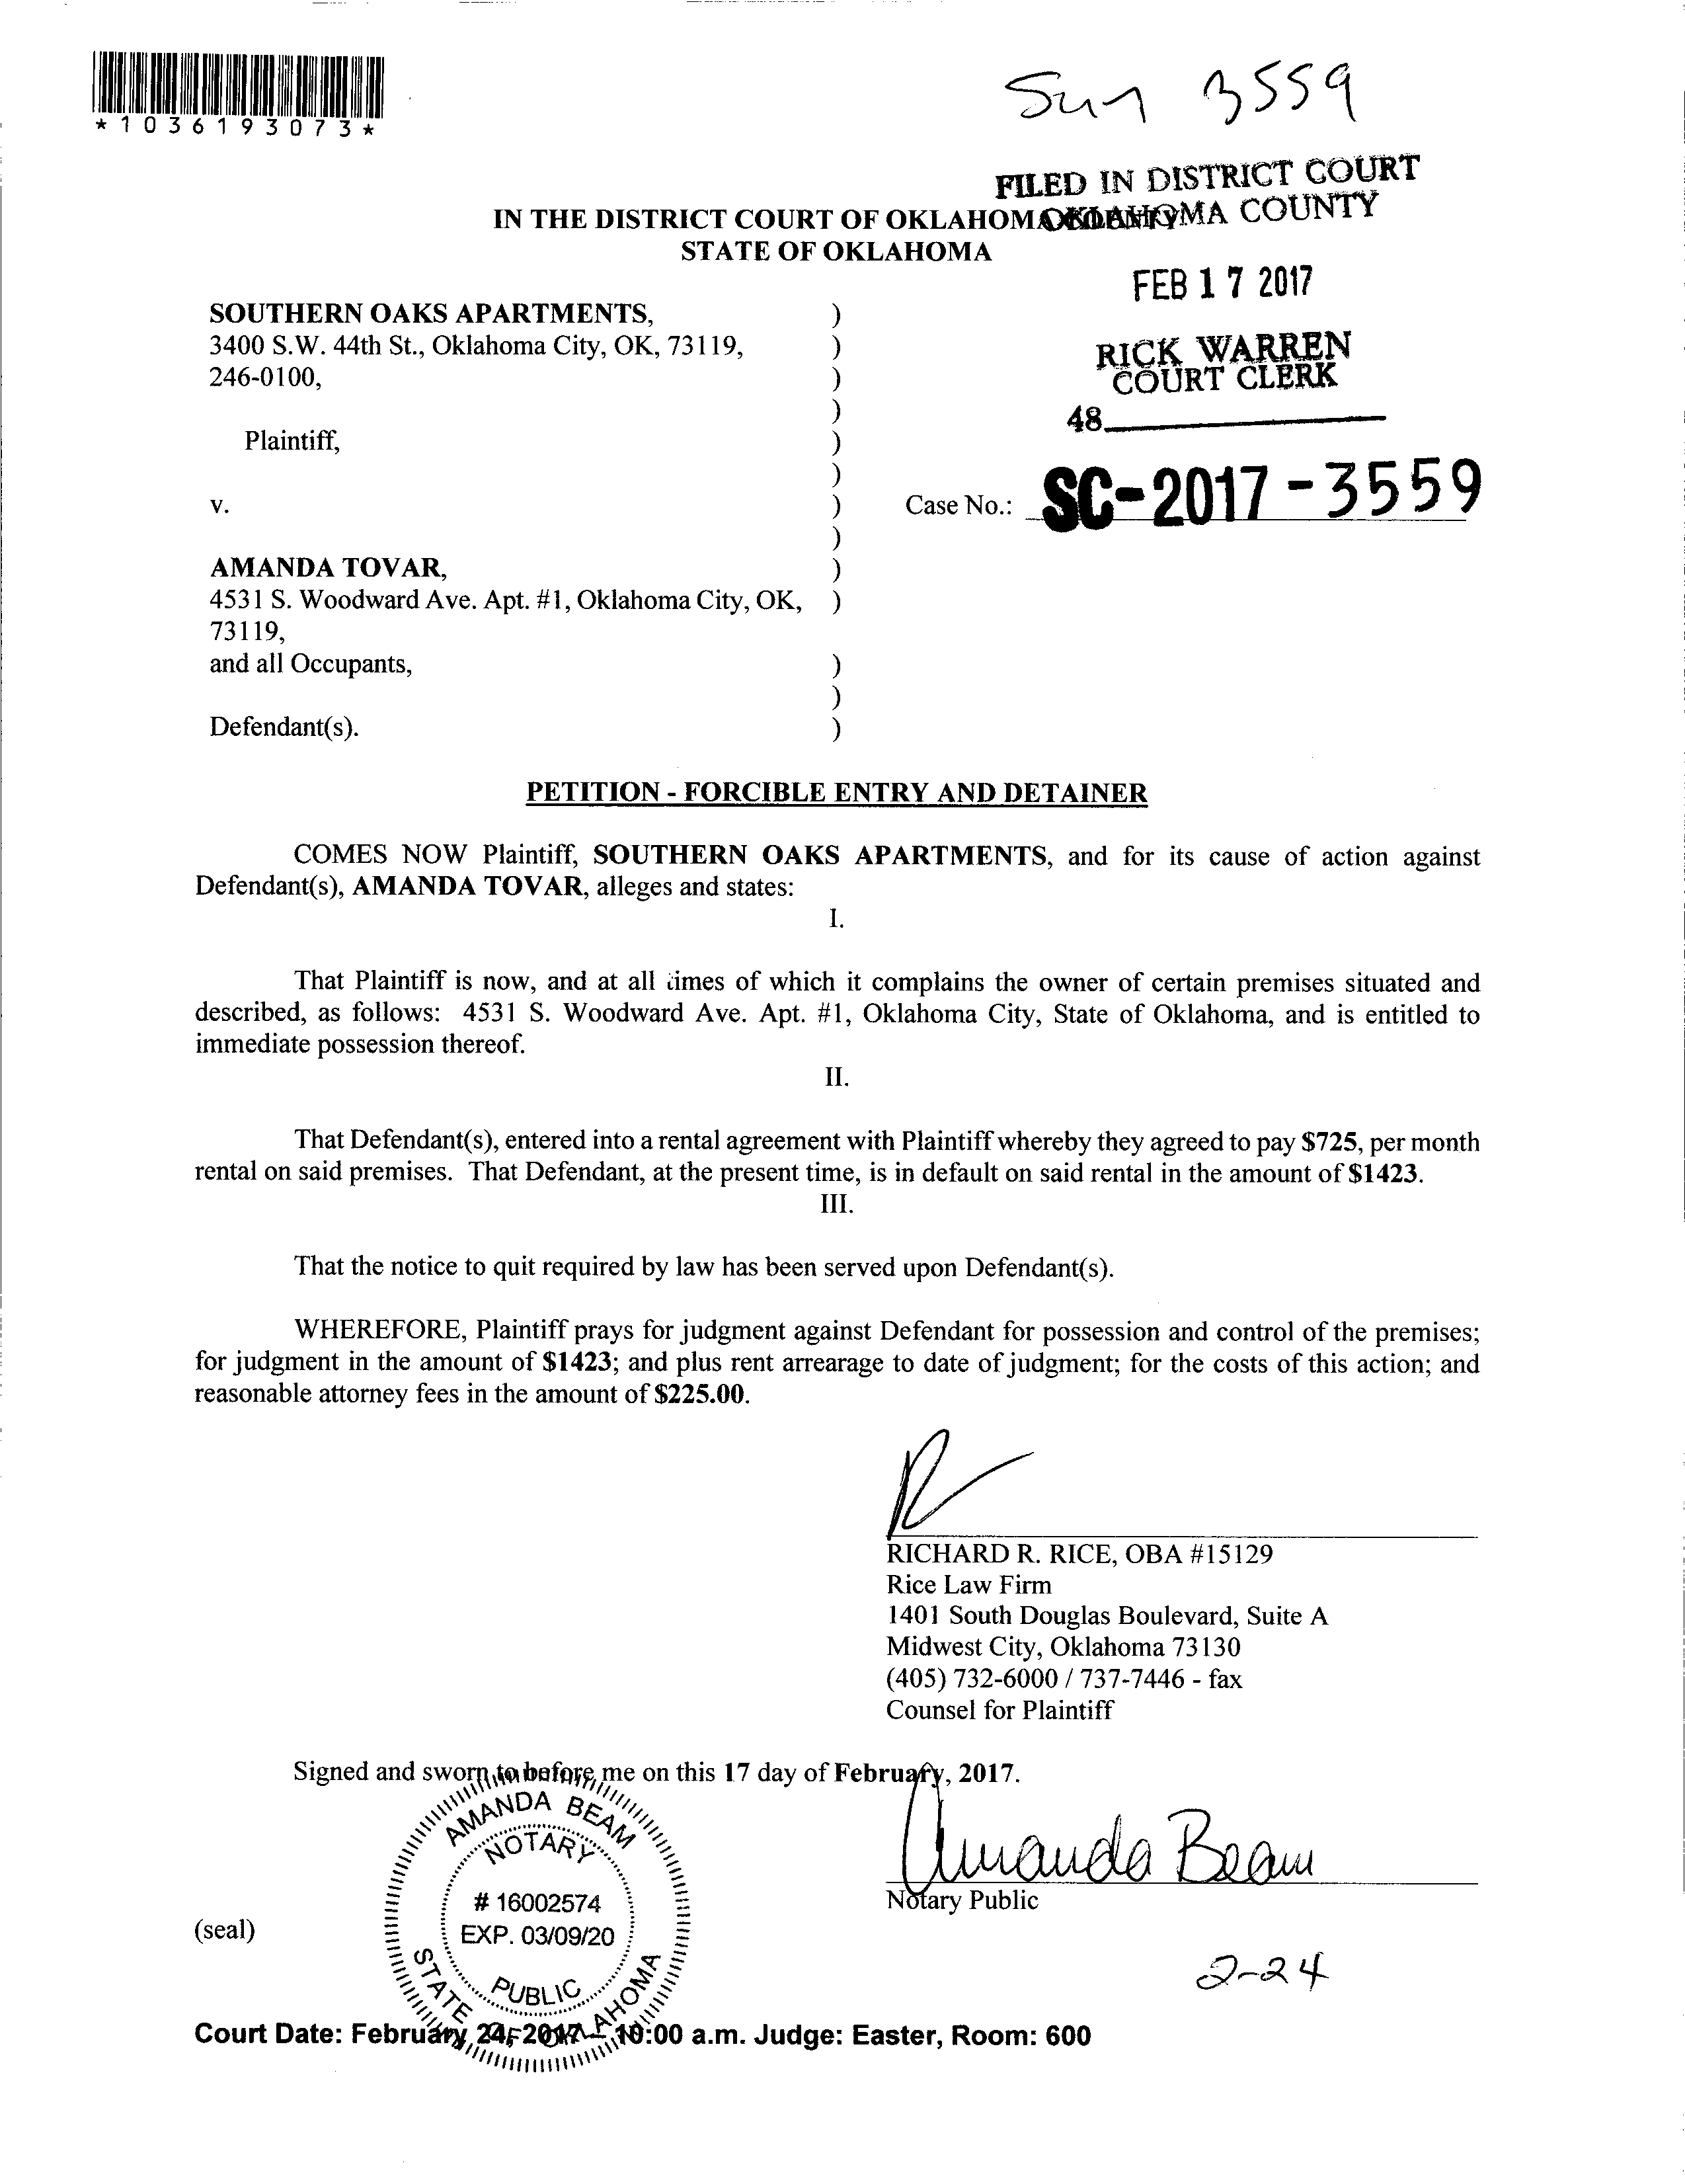 *1036193073*
Sun 3559
FILED IN DISTRICT COURT
OKLAHOMA COUNTY
IN THE DISTRICT COURT OF OKLAHOMA COUNTY
STATE OF OKLAHOMA
FEB 17 2017
RICK WARREN
COURT CLERK
48
SOUTHERN OAKS APARTMENTS, )
3400 S.W. 44th St., Oklahoma City, OK, 73119, )
246-0100, )
)
Plaintiff, )
)
v. ) Case No.: SC-2017-3559
)
AMANDA TOVAR, )
4531 S. Woodward Ave. Apt. #1, Oklahoma City, OK, )
73119,
and all Occupants, )
)
Defendant(s). )
PETITION - FORCIBLE ENTRY AND DETAINER
COMES NOW Plaintiff, SOUTHERN OAKS APARTMENTS, and for its cause of action against
Defendant(s), AMANDA TOVAR, alleges and states:
I.
That Plaintiff is now, and at all times of which it complains the owner of certain premises situated and
described, as follows: 4531 S. Woodward Ave. Apt. #1, Oklahoma City, State of Oklahoma, and is entitled to
immediate possession thereof.
II.
That Defendant(s), entered into a rental agreement with Plaintiff whereby they agreed to pay $725, per month
rental on said premises. That Defendant, at the present time, is in default on said rental in the amount of $1423.
III.
That the notice to quit required by law has been served upon Defendant(s).
WHEREFORE, Plaintiff prays for judgment against Defendant for possession and control of the premises;
for judgment in the amount of $1423; and plus rent arrearage to date of judgment; for the costs of this action; and
reasonable attorney fees in the amount of $225.00.
RICHARD R. RICE, OBA #15129
Rice Law Firm
1401 South Douglas Boulevard, Suite A
Midwest City, Oklahoma 73130
(405) 732-6000 / 737-7446 - fax
Counsel for Plaintiff
Signed and sworn to before me on this 17 day of February, 2017.
AMANDA BEAM
NOTARY
# 16002574
EXP. 03/09/20
PUBLIC
STATE OF OKLAHOMA
Amanda Beam
Notary Public
(seal)
2-24
Court Date: February 24, 2017 - 10:00 a.m. Judge: Easter, Room: 600